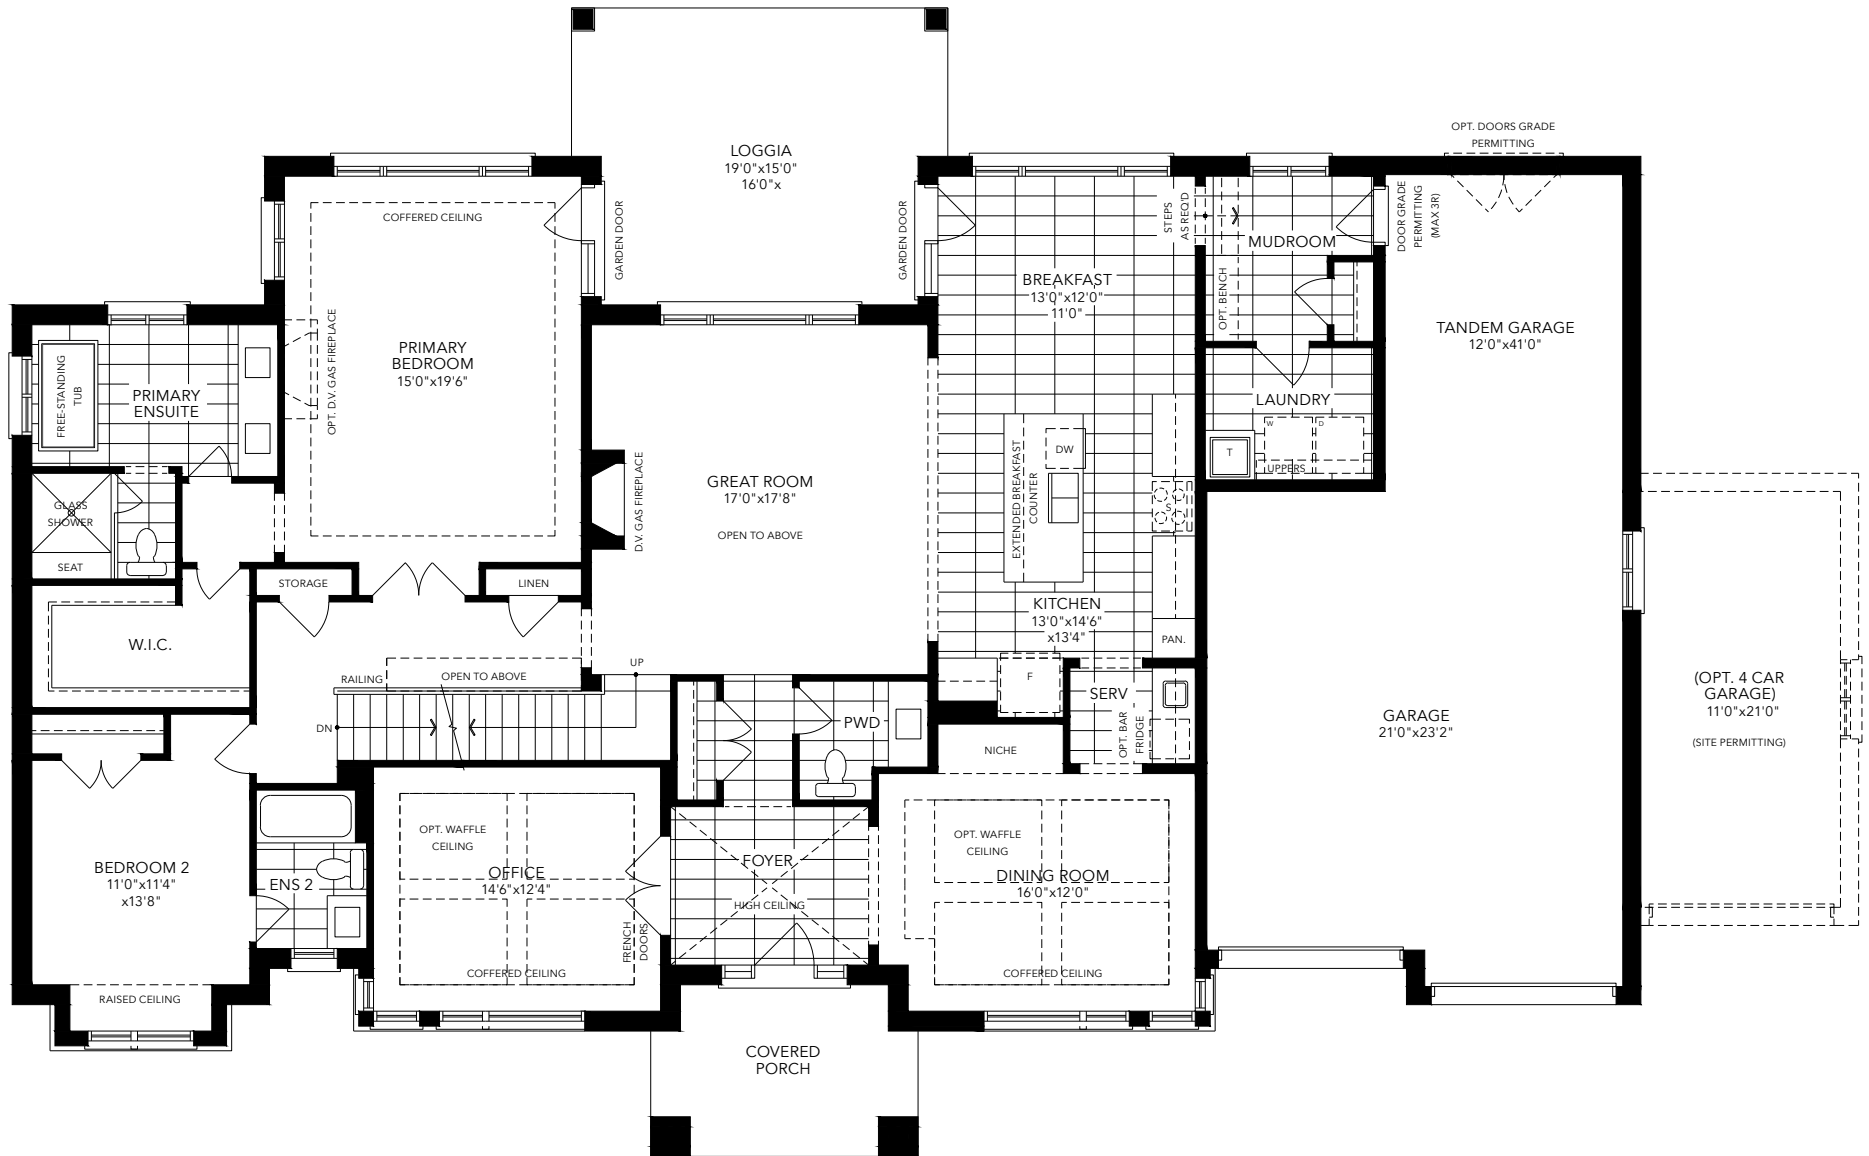 OPT. DOORS GRADE
PERMITTING
LOGGIA
19'0"x15'0"
16'0"x
COFFERED CEILING
GARDEN DOOR
GARDEN DOOR
STEPS
AS REQ'D
MUDROOM
DOOR GRADE
PERMITTING
(MAX 3R)
OPT. BENCH
BREAKFAST
13'0"x12'0"
11'0"
TANDEM GARAGE
12'0"x41'0"
PRIMARY
BEDROOM
15'0"x19'6"
OPT. D.V. GAS FIREPLACE
FREE-STANDING
TUB
PRIMARY
ENSUITE
LAUNDRY
W
D
T
UPPERS
GREAT ROOM
17'0"x17'8"
OPEN TO ABOVE
D.V. GAS FIREPLACE
EXTENDED BREAKFAST
COUNTER
DW
S
GLASS
SHOWER
SEAT
STORAGE
LINEN
W.I.C.
KITCHEN
13'0"x14'6"
x13'4"
PAN.
F
UP
RAILING
OPEN TO ABOVE
DN
PWD
SERV
OPT. BAR
FRIDGE
NICHE
GARAGE
21'0"x23'2"
(OPT. 4 CAR
GARAGE)
11'0"x21'0"
(SITE PERMITTING)
BEDROOM 2
11'0"x11'4"
x13'8"
RAISED CEILING
ENS 2
OPT. WAFFLE
CEILING
OFFICE
14'6"x12'4"
COFFERED CEILING
FRENCH
DOORS
FOYER
HIGH CEILING
OPT. WAFFLE
CEILING
DINING ROOM
16'0"x12'0"
COFFERED CEILING
COVERED
PORCH